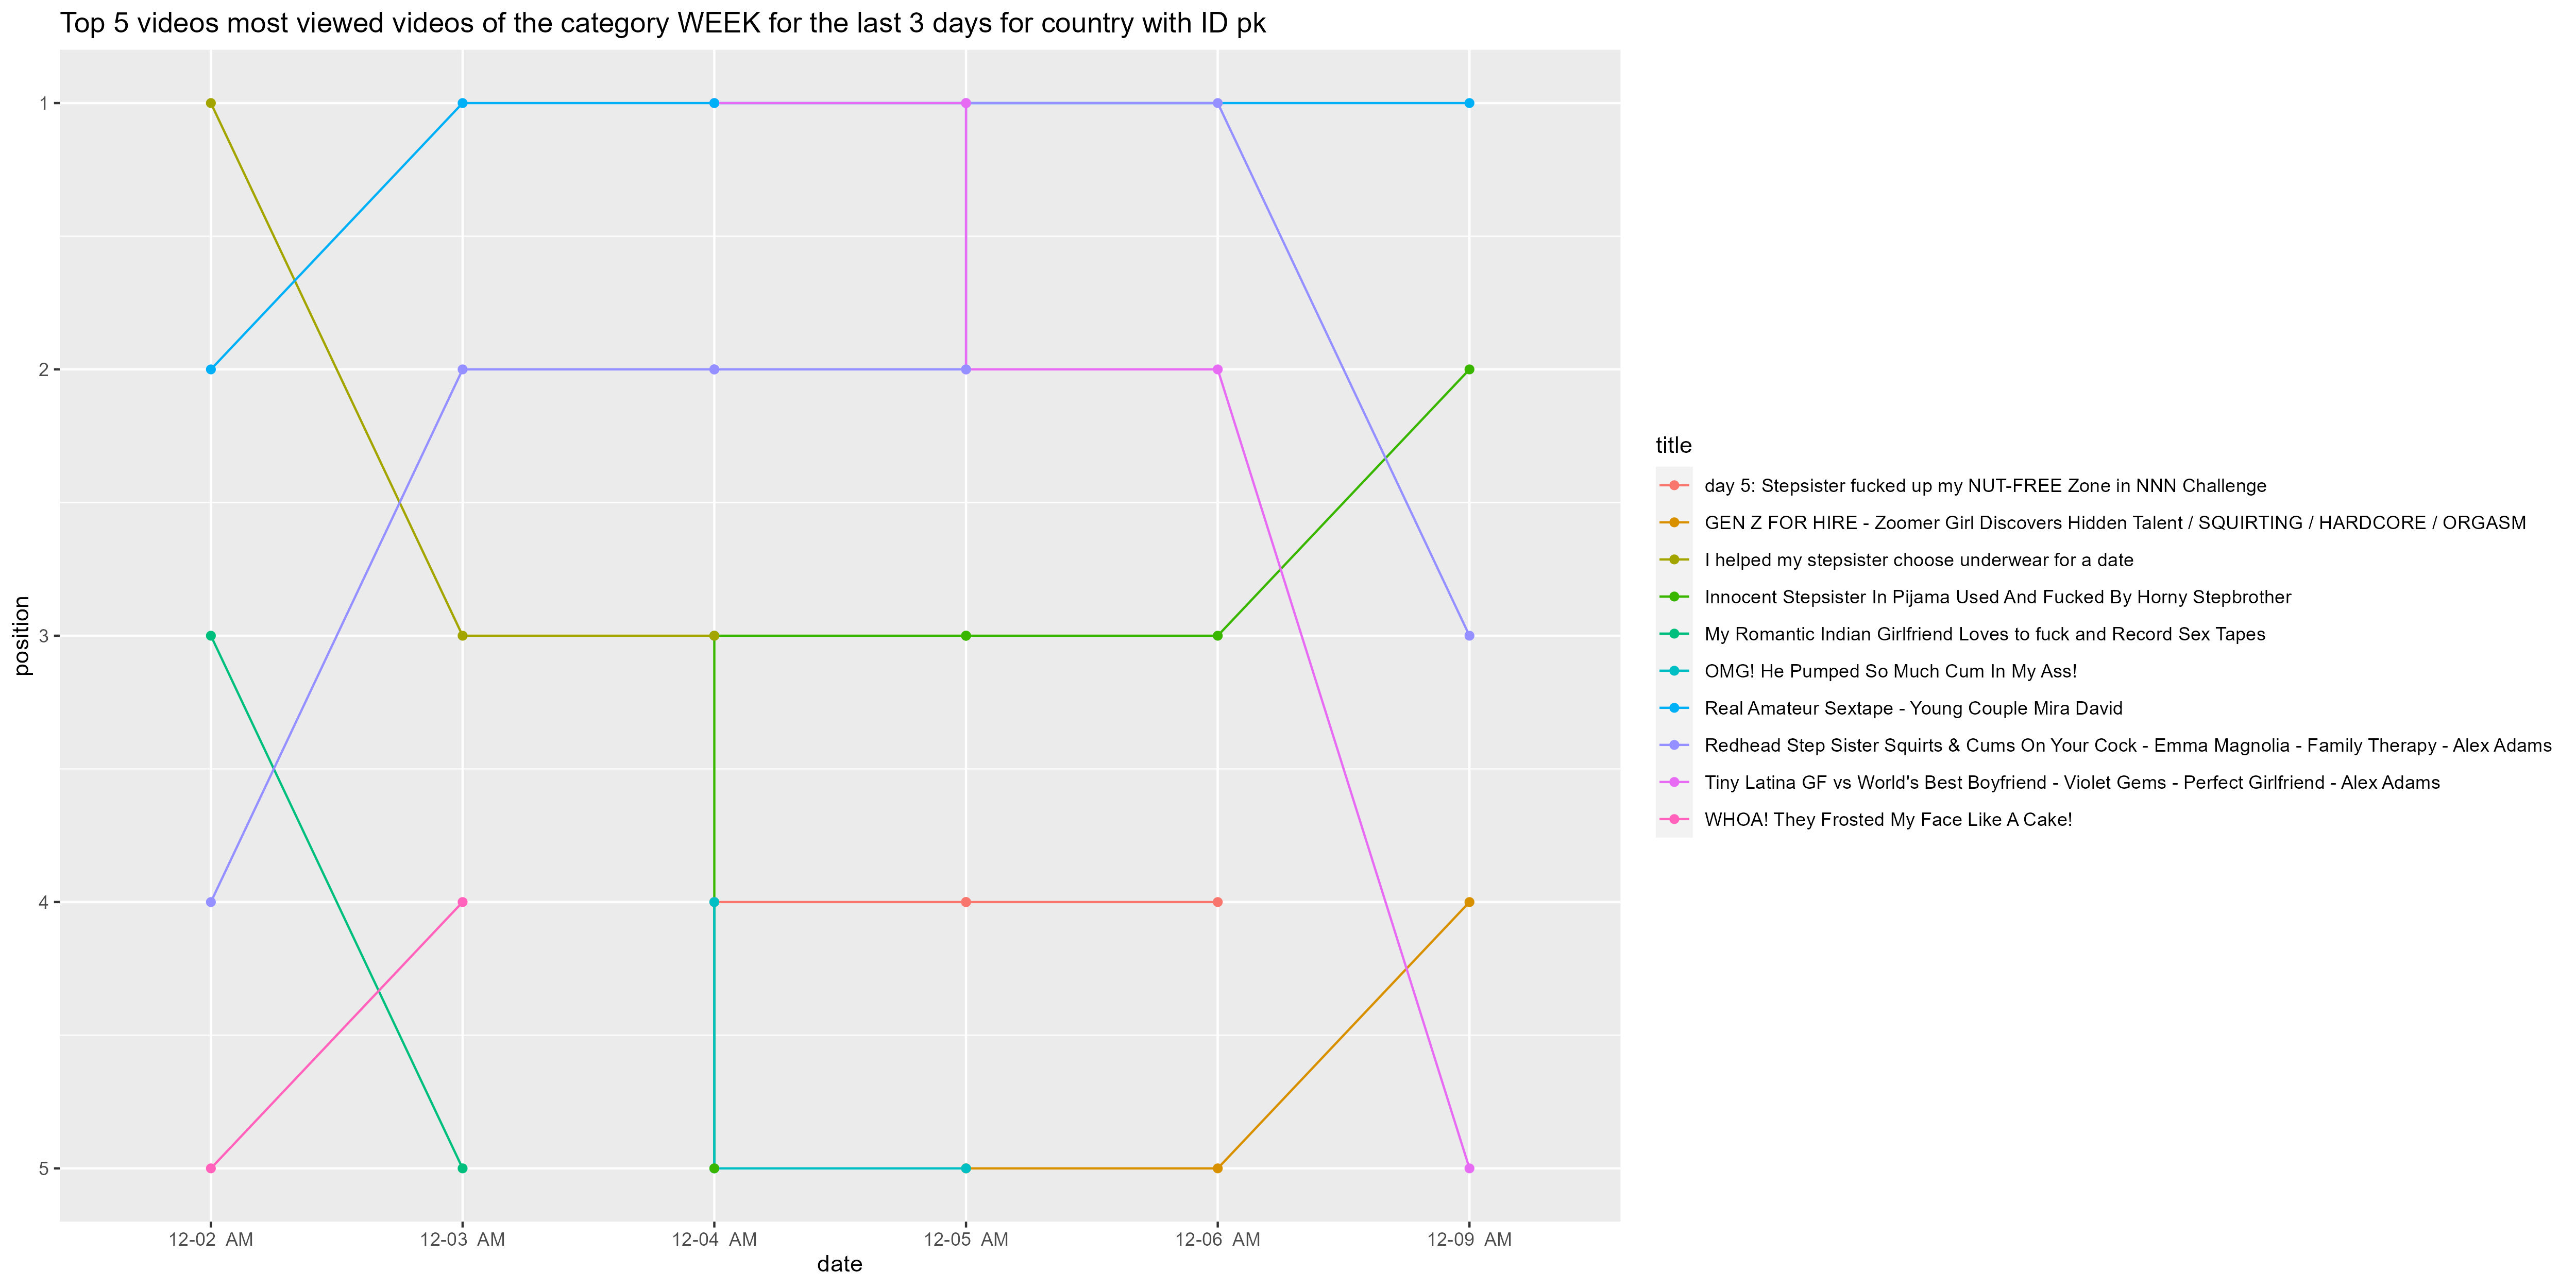 Top 5 videos most viewed videos of the category WEEK for the last 3 days for country with ID pk
position
1
2
3
4
5
12-02 AM
12-03 AM
12-04 AM
12-05 AM
12-06 AM
12-09 AM
date
title
day 5: Stepsister fucked up my NUT-FREE Zone in NNN Challenge
GEN Z FOR HIRE - Zoomer Girl Discovers Hidden Talent / SQUIRTING / HARDCORE / ORGASM
I helped my stepsister choose underwear for a date
Innocent Stepsister In Pijama Used And Fucked By Horny Stepbrother
My Romantic Indian Girlfriend Loves to fuck and Record Sex Tapes
OMG! He Pumped So Much Cum In My Ass!
Real Amateur Sextape - Young Couple Mira David
Redhead Step Sister Squirts & Cums On Your Cock - Emma Magnolia - Family Therapy - Alex Adams
Tiny Latina GF vs World's Best Boyfriend - Violet Gems - Perfect Girlfriend - Alex Adams
WHOA! They Frosted My Face Like A Cake!